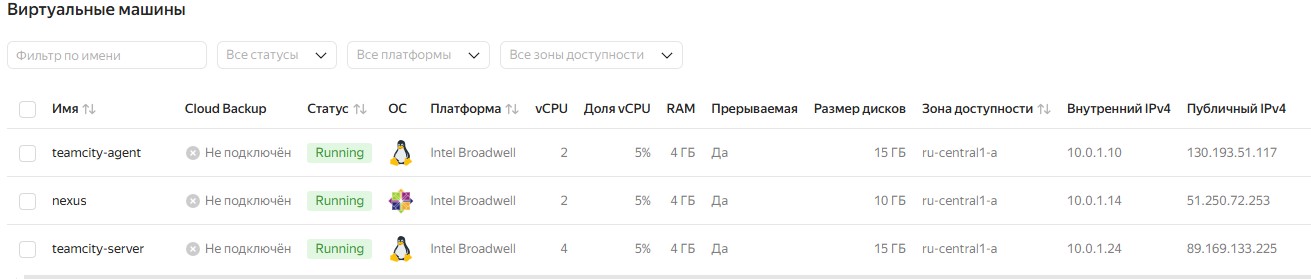 Виртуальные машины
Фильтр по имени Все статусы Все платформы Все зоны доступности
Имя Cloud Backup Статус ОС Платформа vCPU Доля vCPU RAM Прерываемая Размер дисков Зона доступности Внутренний IPv4 Публичный IPv4
teamcity-agent Не подключён Running Intel Broadwell 2 5% 4 ГБ Да 15 ГБ ru-central1-a 10.0.1.10 130.193.51.117
nexus Не подключён Running Intel Broadwell 2 5% 4 ГБ Да 10 ГБ ru-central1-a 10.0.1.14 51.250.72.253
teamcity-server Не подключён Running Intel Broadwell 4 5% 4 ГБ Да 15 ГБ ru-central1-a 10.0.1.24 89.169.133.225